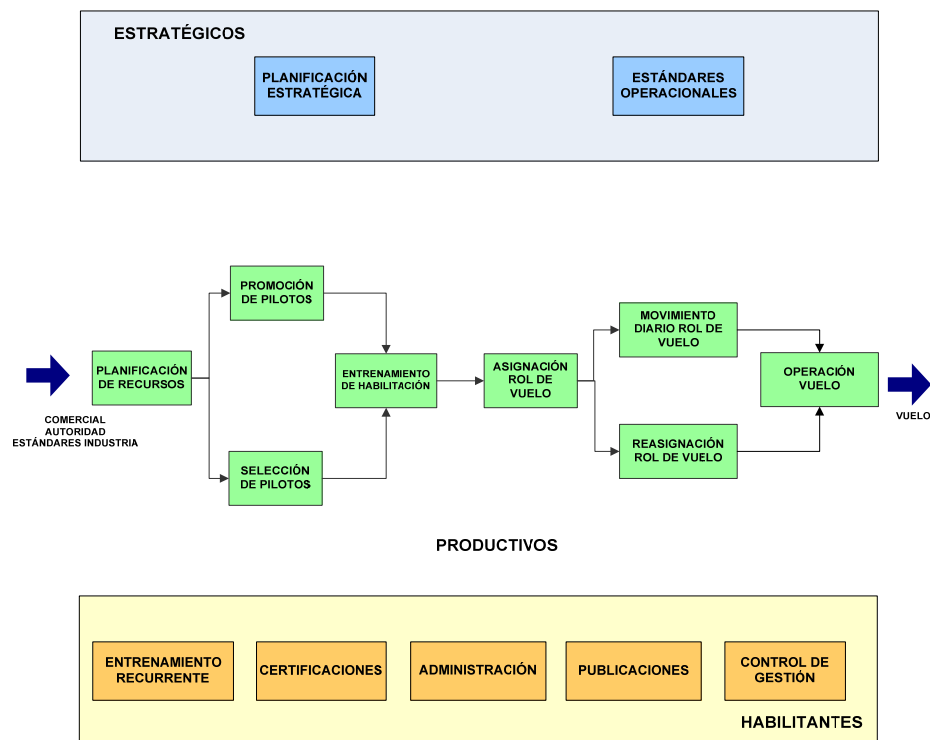 ESTRATÉGICOS
PLANIFICACIÓN
ESTRATÉGICA
ESTÁNDARES
OPERACIONALES
PROMOCIÓN
DE PILOTOS
MOVIMIENTO
DIARIO ROL DE
VUELO
PLANIFICACIÓN
DE RECURSOS
ENTRENAMIENTO
DE HABILITACIÓN
ASIGNACIÓN
ROL DE
VUELO
OPERACIÓN
VUELO
COMERCIAL
AUTORIDAD
ESTÁNDARES INDUSTRIA
VUELO
SELECCIÓN
DE PILOTOS
REASIGNACIÓN
ROL DE VUELO
PRODUCTIVOS
ENTRENAMIENTO
RECURRENTE
CERTIFICACIONES
ADMINISTRACIÓN
PUBLICACIONES
CONTROL DE
GESTIÓN
HABILITANTES